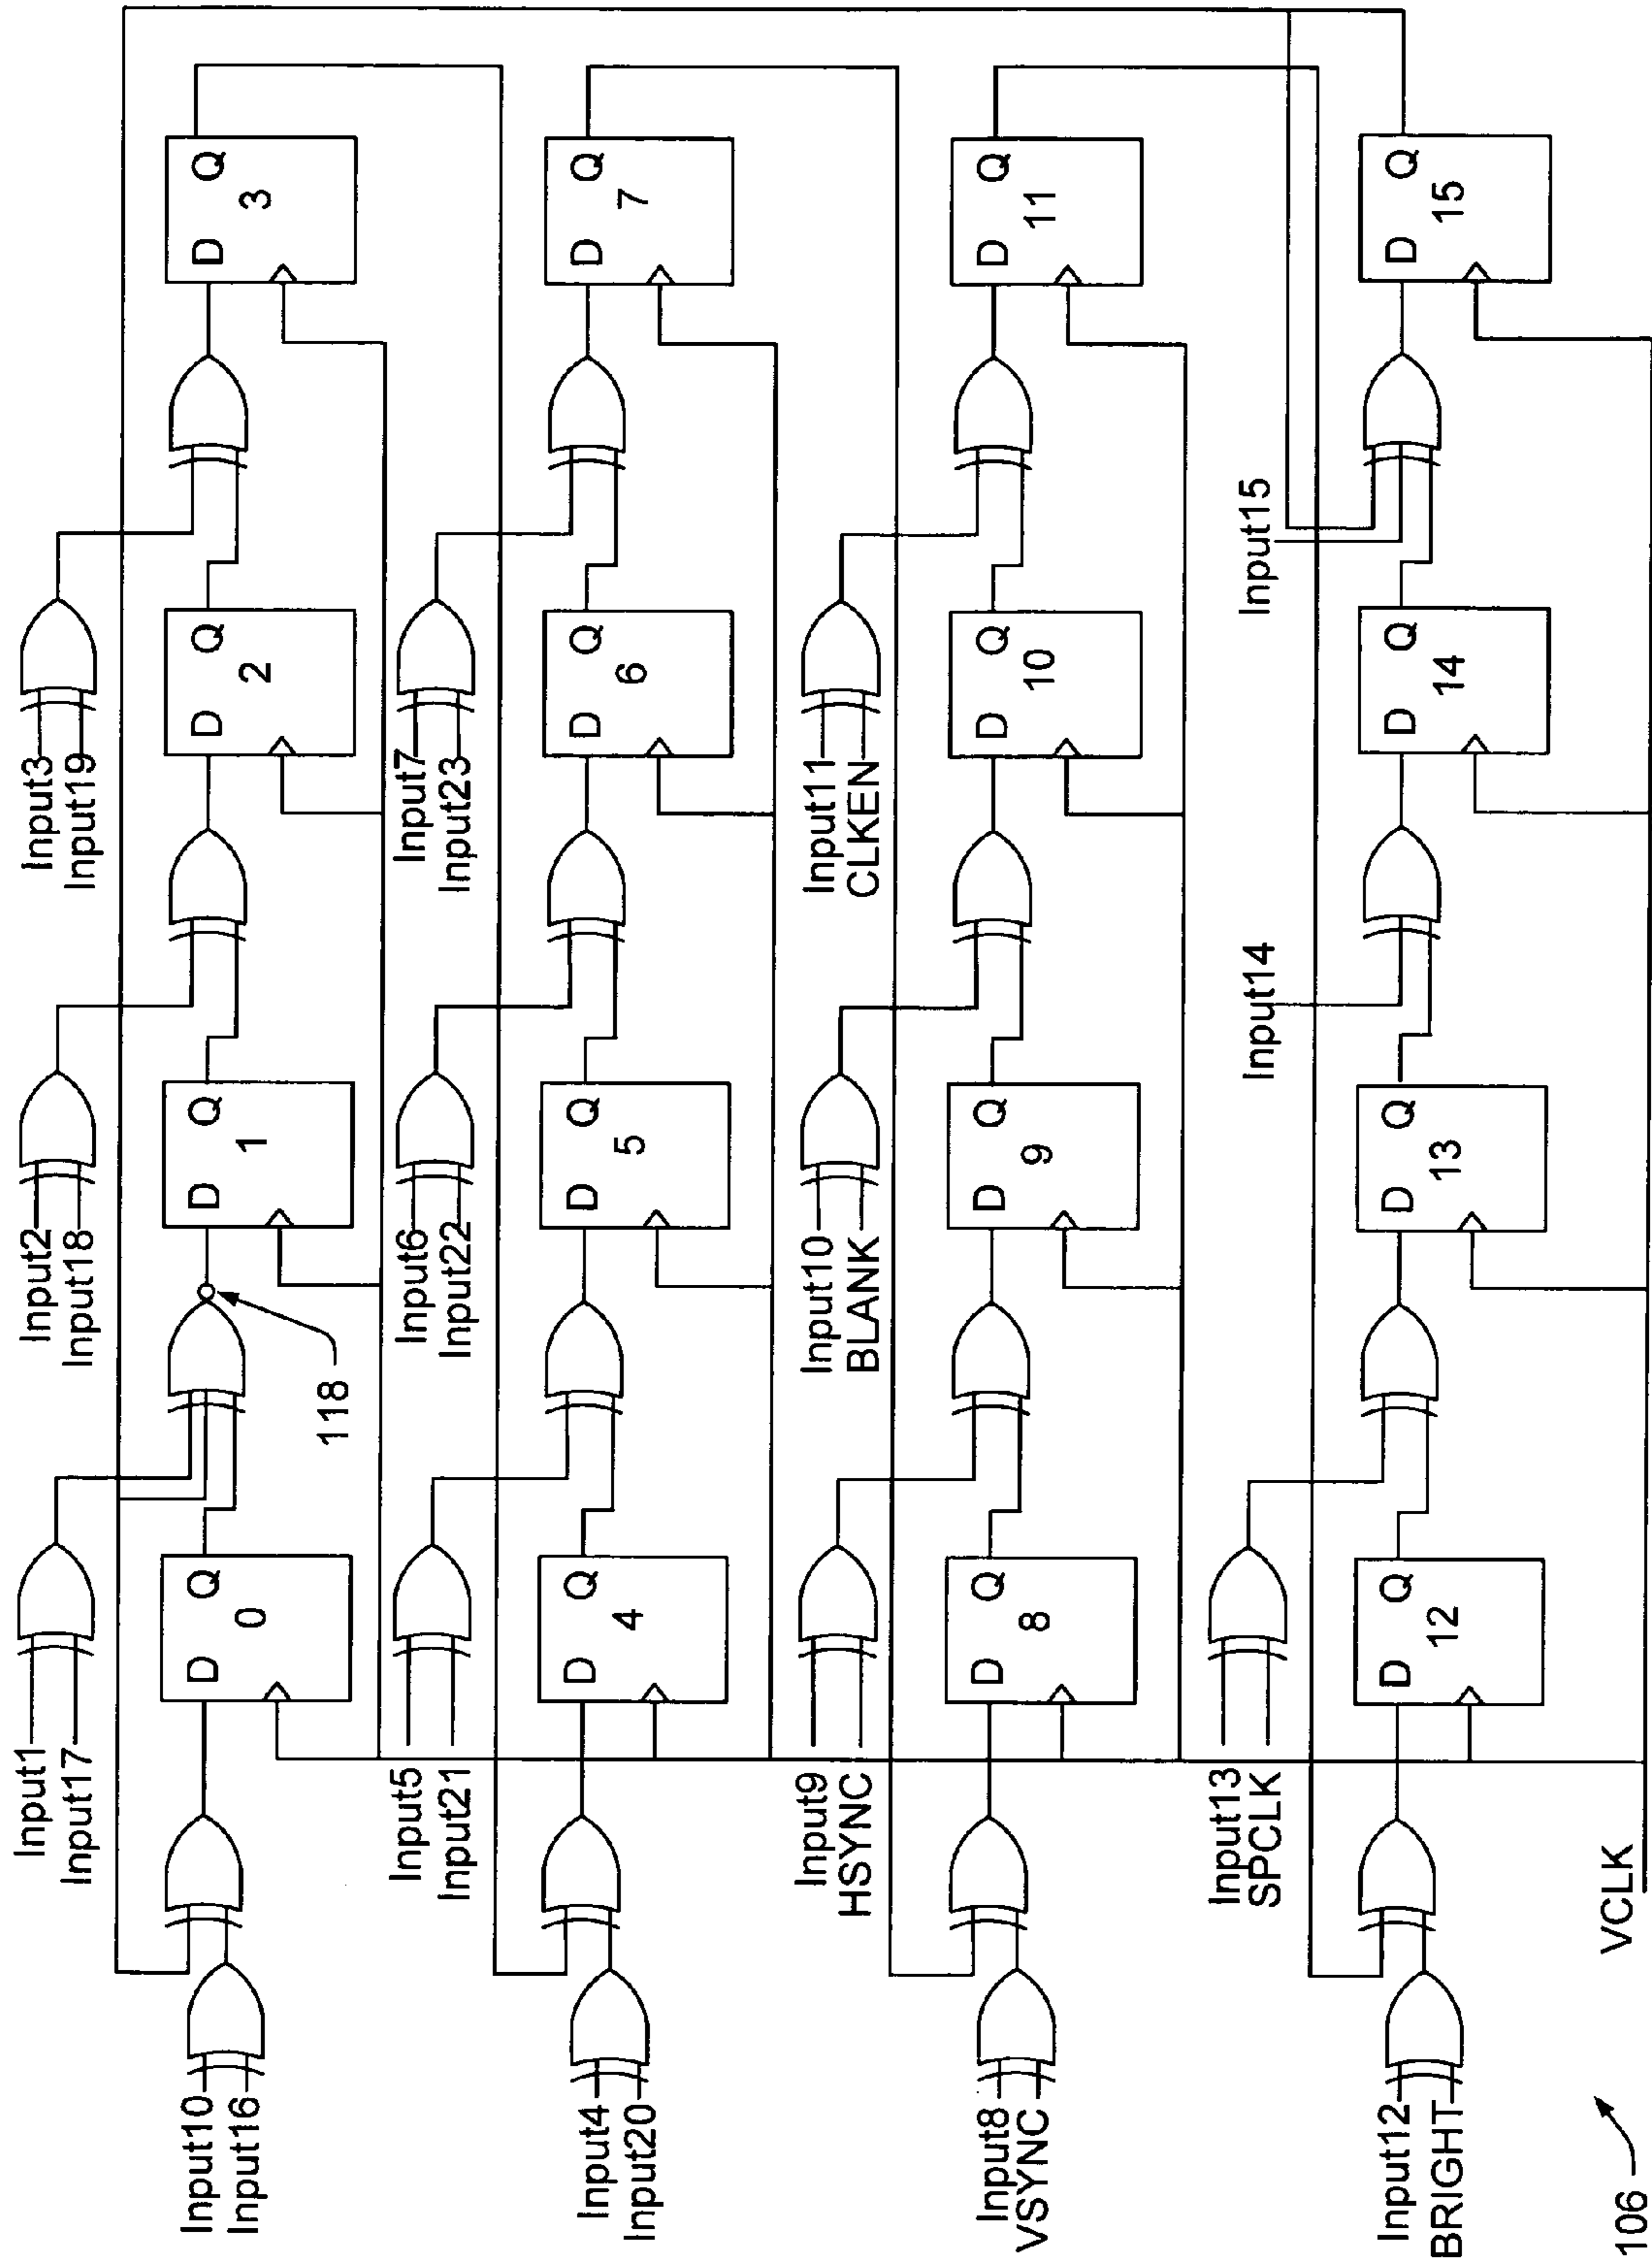 Input1
Input17
Input2
Input18
Input3
Input19
Input10
Input16
D Q
0
D Q
1
D Q
2
D Q
3
118
Input5
Input21
Input6
Input22
Input7
Input23
Input4
Input20
D Q
4
D Q
5
D Q
6
D Q
7
Input9
HSYNC
Input10
BLANK
Input11
CLKEN
Input8
VSYNC
D Q
8
D Q
9
D Q
10
D Q
11
Input13
SPCLK
Input14
Input15
Input12
BRIGHT
D Q
12
D Q
13
D Q
14
D Q
15
VCLK
106